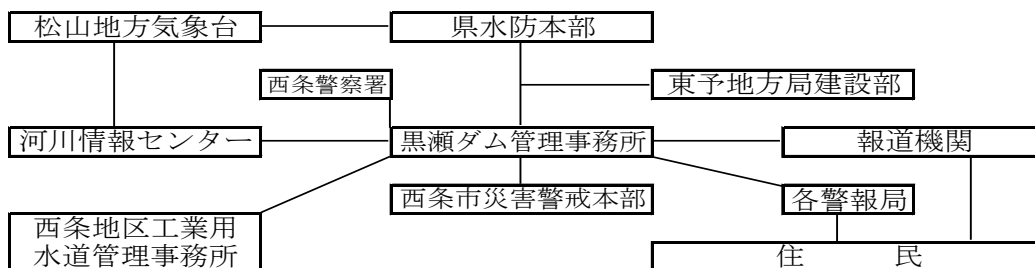 松山地方気象台
県水防本部
西条警察署
東予地方局建設部
河川情報センター
黒瀬ダム管理事務所
報道機関
西条市災害警戒本部
各警報局
西条地区工業用
水道管理事務所
住　　　民